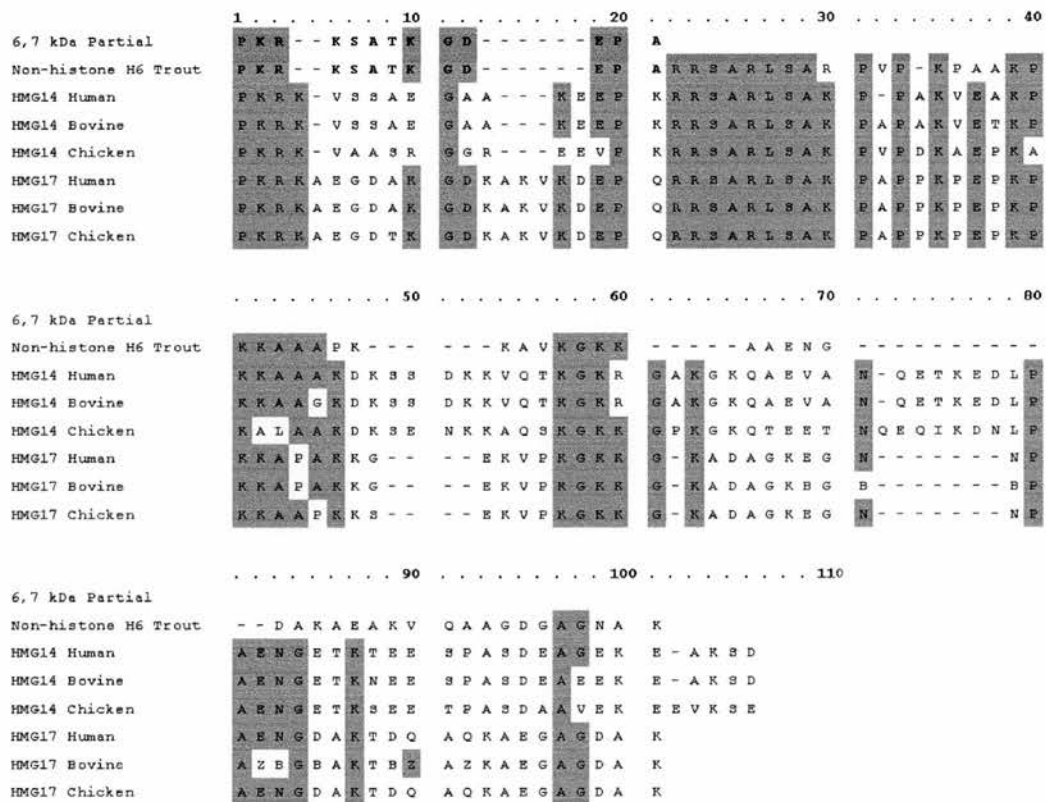 1 . . . . . . . . 10 . . . . . . . . . 20 . . . . . . . . . 30 . . . . . . . . . 40
6,7 kDa Partial P K R - - K S A T K G D - - - - - - E P A
Non-histone H6 Trout P K R - - K S A T K G D - - - - - - E P A R R S A R L S A R P V P - K P A A K P
HMG14 Human P K R K - V S S A E G A A - - - K E E P K R R S A R L S A K P - P A K V E A K P
HMG14 Bovine P K R K - V S S A E G A A - - - K E E P K R R S A R L S A K P A P A K V E T K P
HMG14 Chicken P K R K - V A A S R G G R - - - E E V P K R R S A R L S A K P V P D K A E P K A
HMG17 Human P K R K A E G D A K G D K A K V K D E P Q R R S A R L S A K P A P P K P E P K P
HMG17 Bovine P K R K A E G D A K G D K A K V K D E P Q R R S A R L S A K P A P P K P E P K P
HMG17 Chicken P K R K A E G D T K G D K A K V K D E P Q R R S A R L S A K P A P P K P E P K P
. . . . . . . . 50 . . . . . . . . . 60 . . . . . . . . . 70 . . . . . . . . . 80
6,7 kDa Partial
Non-histone H6 Trout K K A A A P K - - - - - - K A V K G K K - - - - - A A E N G - - - - - - - - - -
HMG14 Human K K A A A K D K S S D K K V Q T K G K R G A K G K Q A E V A N - Q E T K E D L P
HMG14 Bovine K K A A G K D K S S D K K V Q T K G K R G A K G K Q A E V A N - Q E T K E D L P
HMG14 Chicken K A L A A K D K S E N K K A Q S K G K K G P K G K Q T E E T N Q E Q I K D N L P
HMG17 Human K K A P A K K G - - - - E K V P K G K K G - K A D A G K E G N - - - - - - - N P
HMG17 Bovine K K A P A K K G - - - - E K V P K G K K G - K A D A G K B G B - - - - - - - B P
HMG17 Chicken K K A A P K K S - - - - E K V P K G K K G - K A D A G K E G N - - - - - - - N P
. . . . . . . . 90 . . . . . . . . . 100 . . . . . . . . 110
6,7 kDa Partial
Non-histone H6 Trout - - D A K A E A K V Q A A G D G A G N A K
HMG14 Human A E N G E T K T E E S P A S D E A G E K E - A K S D
HMG14 Bovine A E N G E T K N E E S P A S D E A E E K E - A K S D
HMG14 Chicken A E N G E T K S E E T P A S D A A V E K E E V K S E
HMG17 Human A E N G D A K T D Q A Q K A E G A G D A K
HMG17 Bovine A Z B G B A K T B Z A Z K A E G A G D A K
HMG17 Chicken A E N G D A K T D Q A Q K A E G A G D A K